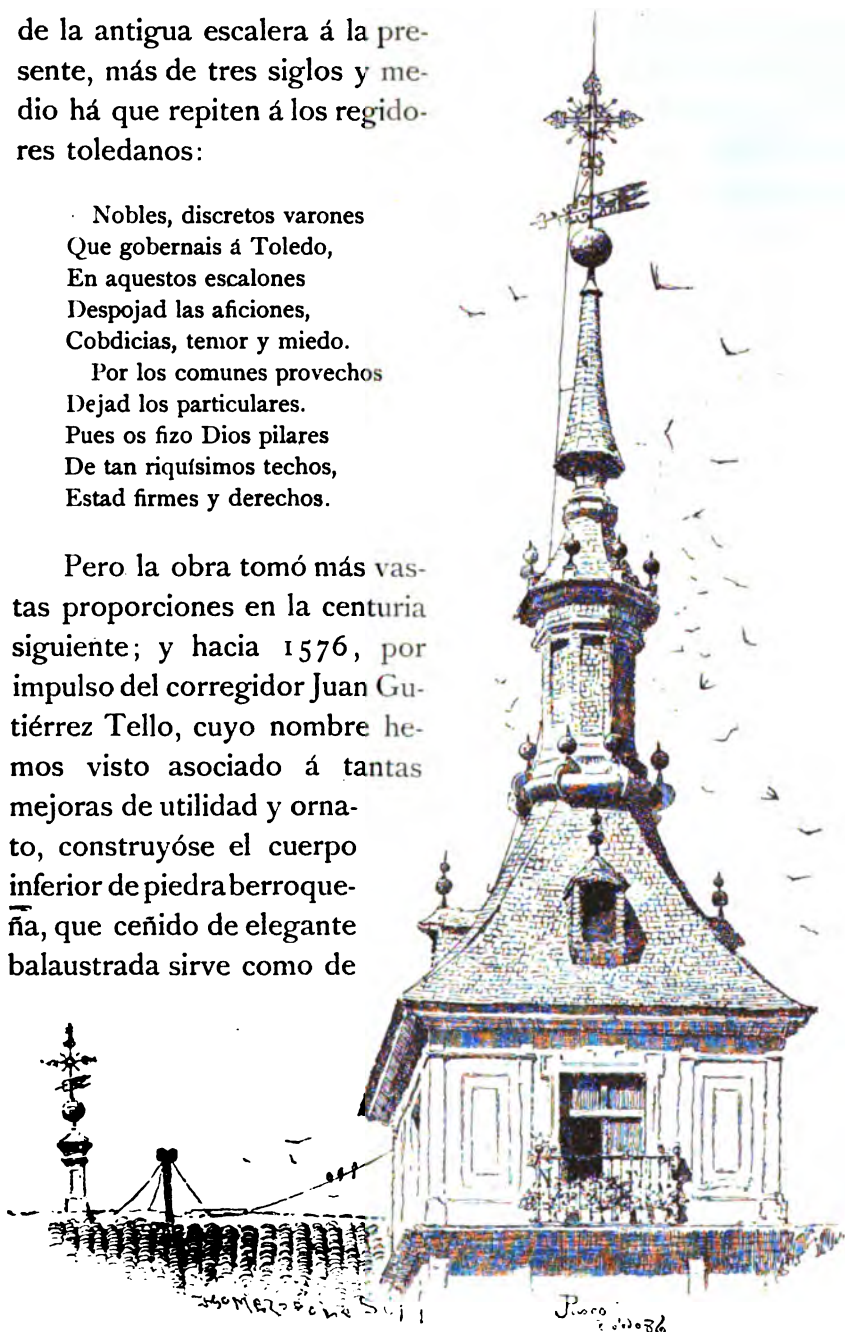 de la antigua escalera á la pre-
sente, más de tres siglos y me-
dio há que repiten á los regido-
res toledanos:
Nobles, discretos varones
Que gobernais á Toledo,
En aquestos escalones
Despojad las aficiones,
Cobdicias, temor y miedo.
Por los comunes provechos
Dejad los particulares.
Pues os fizo Dios pilares
De tan riquísimos techos,
Estad firmes y derechos.
Pero la obra tomó más vas-
tas proporciones en la centuria
siguiente; y hacia 1576, por
impulso del corregidor Juan Gu-
tiérrez Tello, cuyo nombre he-
mos visto asociado á tantas
mejoras de utilidad y orna-
to, construyóse el cuerpo
inferior de piedra berroque-
ña, que ceñido de elegante
balaustrada sirve como de